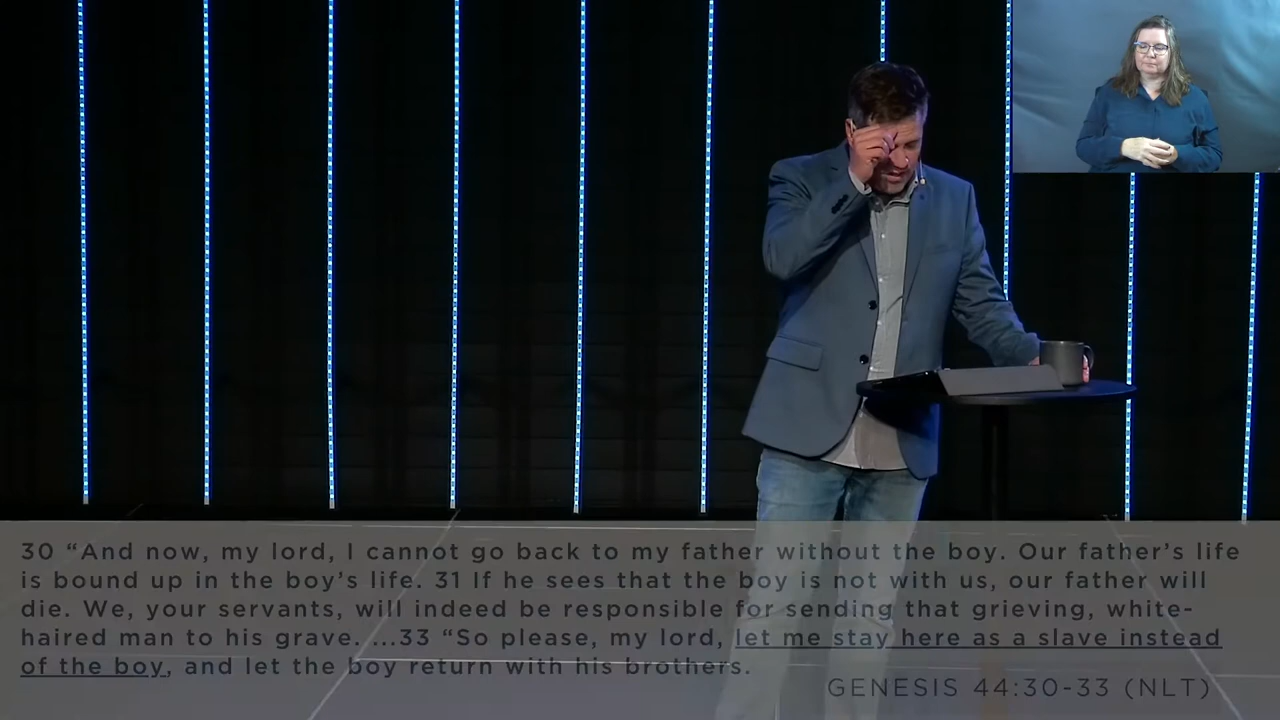 30 “And now, my lord, I cannot go back to my father without the boy. Our father’s life
is bound up in the boy’s life. 31 If he sees that the boy is not with us, our father will
die. We, your servants, will indeed be responsible for sending that grieving, white-
haired man to his grave. ...33 “So please, my lord, let me stay here as a slave instead
of the boy, and let the boy return with his brothers.
GENESIS 44:30-33 (NLT)